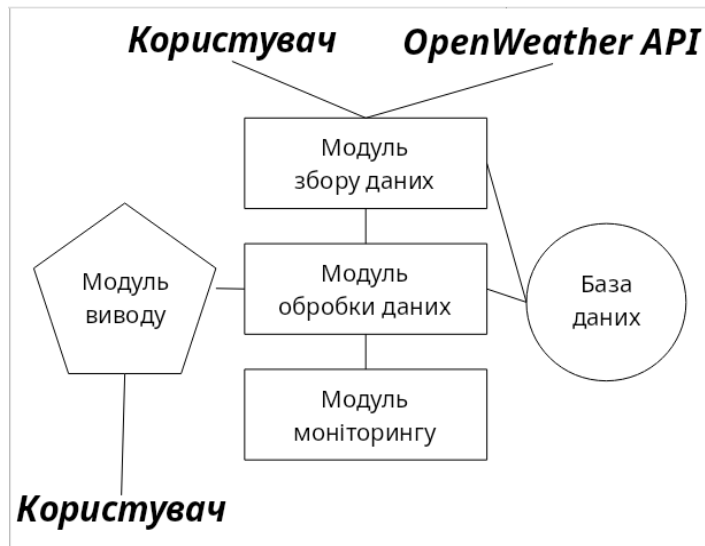 Користувач
OpenWeather API
Модуль
збору даних
Модуль
виводу
Модуль
обробки даних
База
даних
Модуль
моніторингу
Користувач